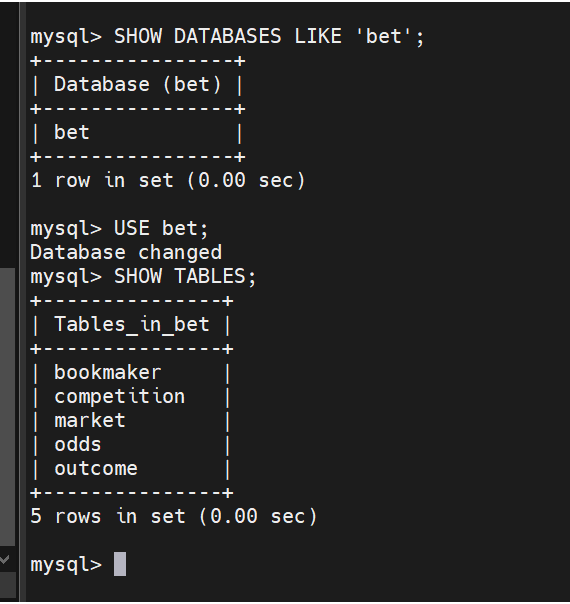 mysql> SHOW DATABASES LIKE 'bet';
+----------------+
| Database (bet) |
+----------------+
| bet            |
+----------------+
1 row in set (0.00 sec)

mysql> USE bet;
Database changed
mysql> SHOW TABLES;
+---------------+
| Tables_in_bet |
+---------------+
| bookmaker     |
| competition   |
| market        |
| odds          |
| outcome       |
+---------------+
5 rows in set (0.00 sec)

mysql>